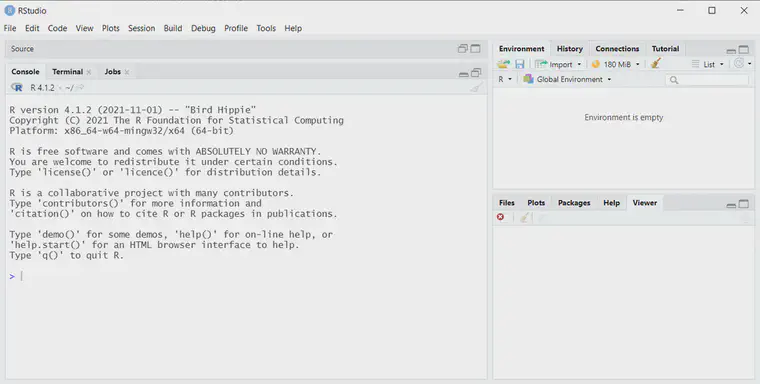 RStudio
File Edit Code View Plots Session Build Debug Profile Tools Help
Source
Console Terminal × Jobs ×
R 4.1.2 · ~/
R version 4.1.2 (2021-11-01) -- "Bird Hippie"
Copyright (C) 2021 The R Foundation for Statistical Computing
Platform: x86_64-w64-mingw32/x64 (64-bit)
R is free software and comes with ABSOLUTELY NO WARRANTY.
You are welcome to redistribute it under certain conditions.
Type 'license()' or 'licence()' for distribution details.
R is a collaborative project with many contributors.
Type 'contributors()' for more information and
'citation()' on how to cite R or R packages in publications.
Type 'demo()' for some demos, 'help()' for on-line help, or
'help.start()' for an HTML browser interface to help.
Type 'q()' to quit R.
>
Environment History Connections Tutorial
Import 180 MiB List
R Global Environment
Environment is empty
Files Plots Packages Help Viewer